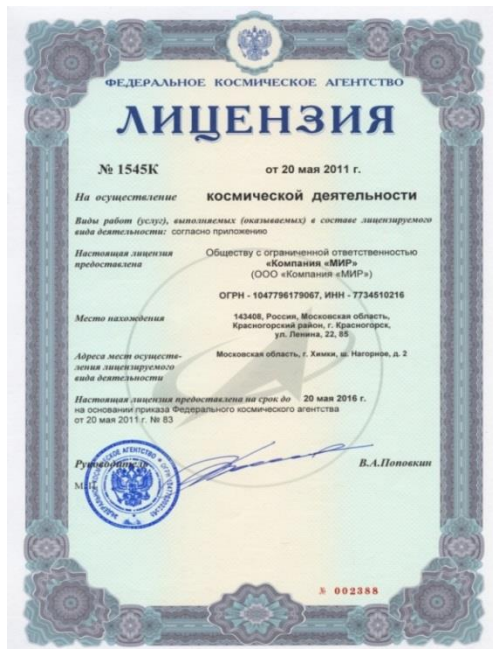 ФЕДЕРАЛЬНОЕ КОСМИЧЕСКОЕ АГЕНТСТВО
ЛИЦЕНЗИЯ
№ 1545К от 20 мая 2011 г.
На осуществление космической деятельности
Виды работ (услуг), выполняемых (оказываемых) в составе лицензируемого
вида деятельности: согласно приложению
Настоящая лицензия Обществу с ограниченной ответственностью
предоставлена «Компания «МИР»
(ООО «Компания «МИР»)
ОГРН - 1047796179067, ИНН - 7734510216
Место нахождения 143408, Россия, Московская область,
Красногорский район, г. Красногорск,
ул. Ленина, 22, 85
Адреса мест осуществе- Московская область, г. Химки, ш. Нагорное, д. 2
ления лицензируемого
вида деятельности
Настоящая лицензия предоставлена на срок до 20 мая 2016 г.
на основании приказа Федерального космического агентства
от 20 мая 2011 г. № 83
Руководитель В.А.Поповкин
М.П.
ФЕДЕРАЛЬНОЕ КОСМИЧЕСКОЕ АГЕНТСТВО
№ 002388